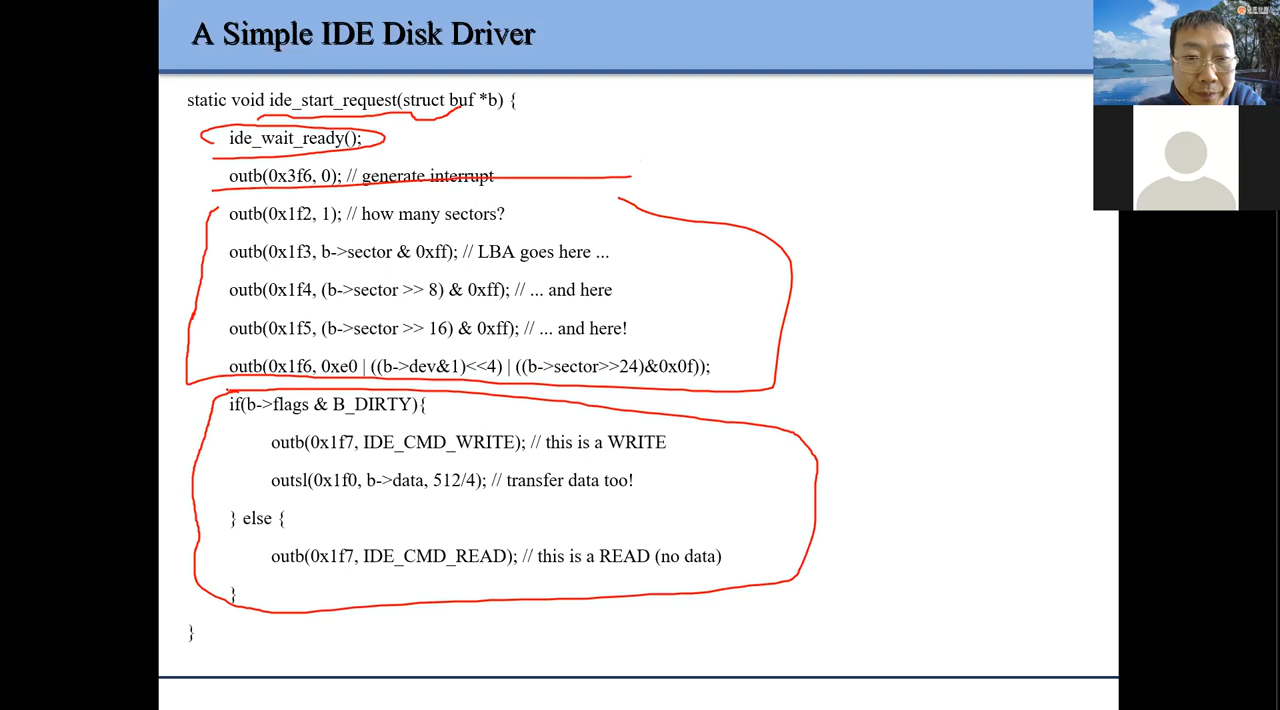 A Simple IDE Disk Driver
static void ide_start_request(struct buf *b) {
ide_wait_ready();
outb(0x3f6, 0); // generate interrupt
outb(0x1f2, 1); // how many sectors?
outb(0x1f3, b->sector & 0xff); // LBA goes here ...
outb(0x1f4, (b->sector >> 8) & 0xff); // ... and here
outb(0x1f5, (b->sector >> 16) & 0xff); // ... and here!
outb(0x1f6, 0xe0 | ((b->dev&1)<<4) | ((b->sector>>24)&0x0f));
if(b->flags & B_DIRTY){
outb(0x1f7, IDE_CMD_WRITE); // this is a WRITE
outsl(0x1f0, b->data, 512/4); // transfer data too!
} else {
outb(0x1f7, IDE_CMD_READ); // this is a READ (no data)
}
}